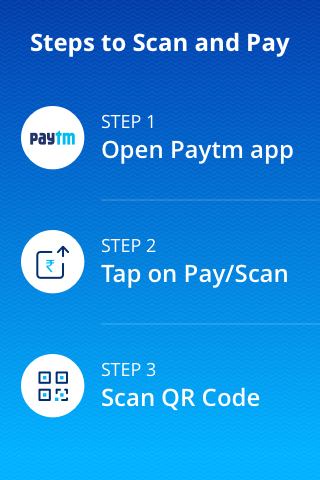 Steps to Scan and Pay
paytm
STEP 1
Open Paytm app
₹
STEP 2
Tap on Pay/Scan
STEP 3
Scan QR Code